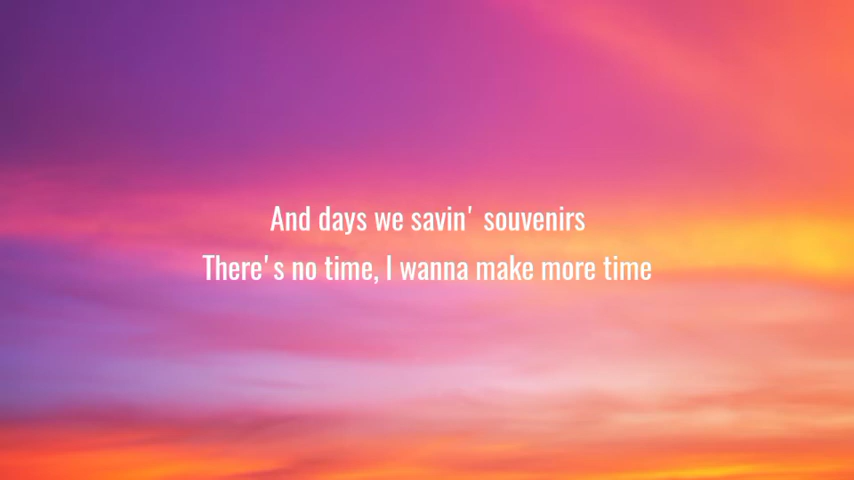 And days we savin' souvenirs
There's no time, I wanna make more time